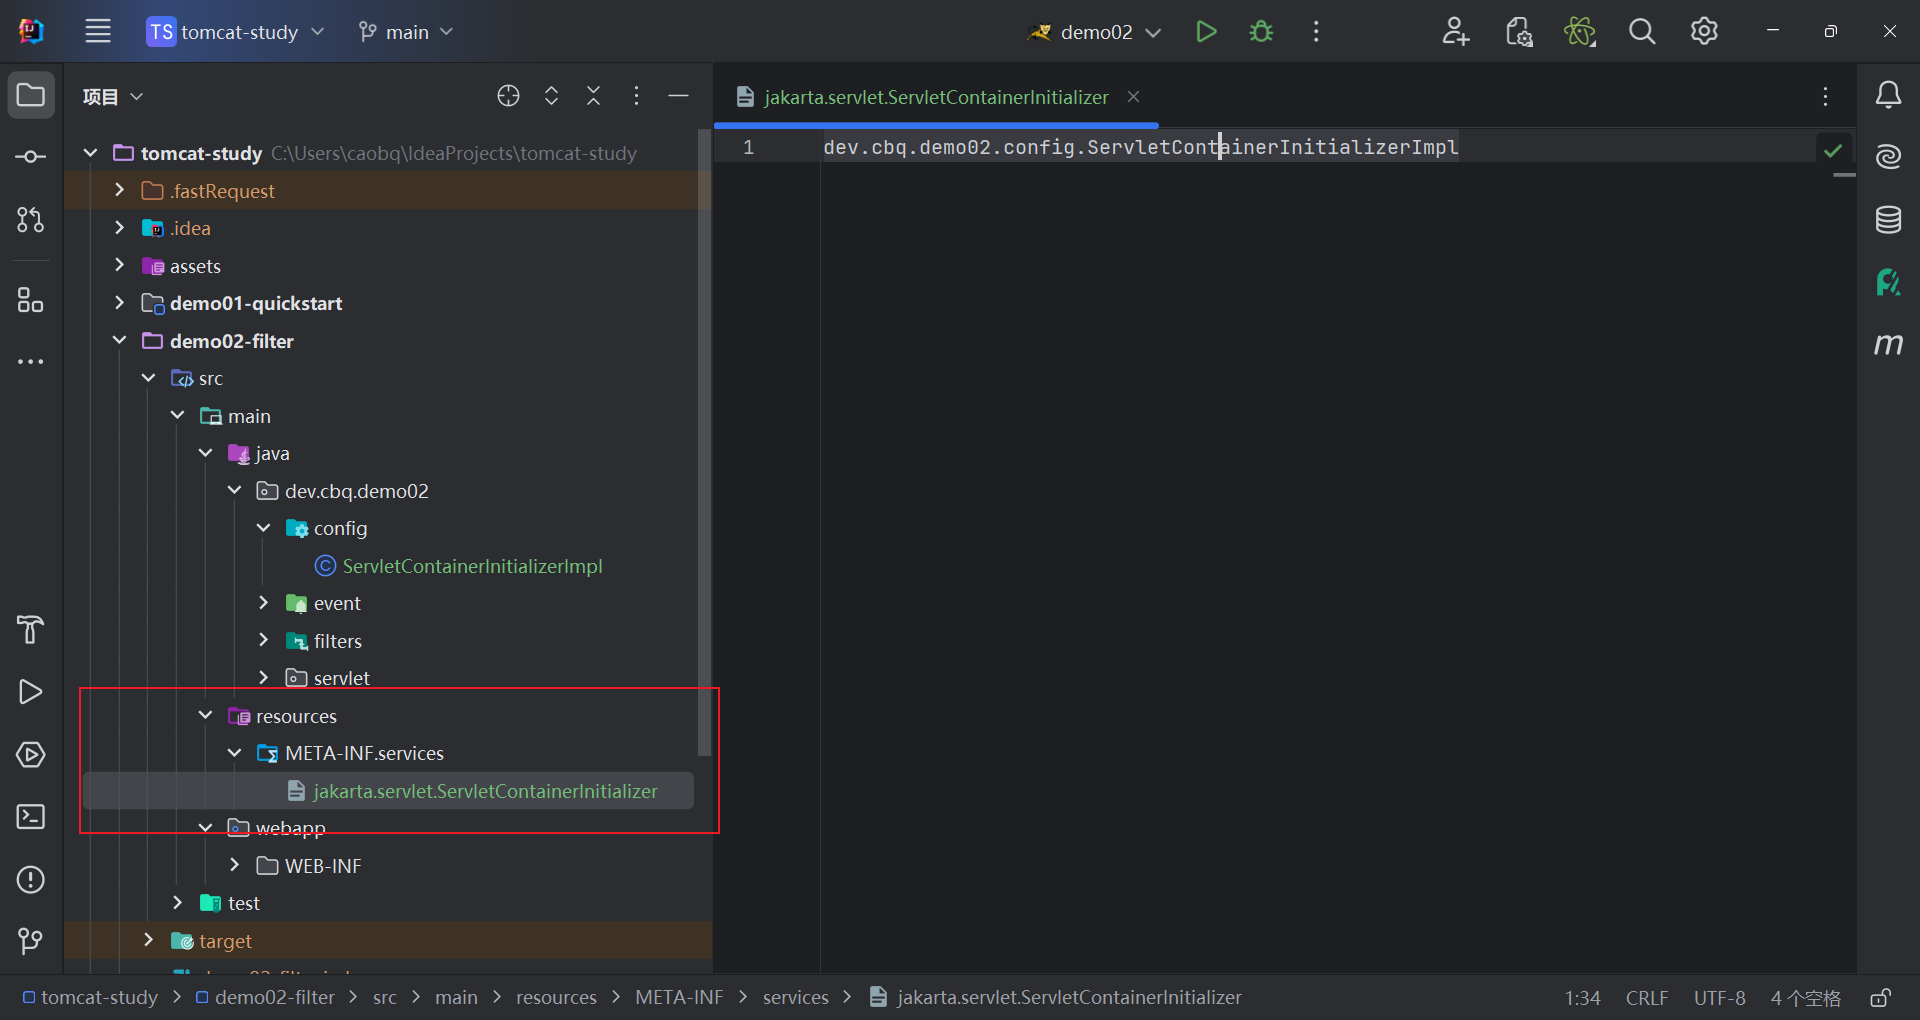 TS tomcat-study main demo02
项目
jakarta.servlet.ServletContainerInitializer
tomcat-study C:\Users\caobq\IdeaProjects\tomcat-study
.fastRequest
.idea
assets
demo01-quickstart
demo02-filter
src
main
java
dev.cbq.demo02
config
ServletContainerInitializerImpl
event
filters
servlet
resources
META-INF.services
jakarta.servlet.ServletContainerInitializer
webapp
WEB-INF
test
target
1 dev.cbq.demo02.config.ServletContainerInitializerImpl
m
tomcat-study > demo02-filter > src > main > resources > META-INF > services > jakarta.servlet.ServletContainerInitializer
1:34 CRLF UTF-8 4 个空格